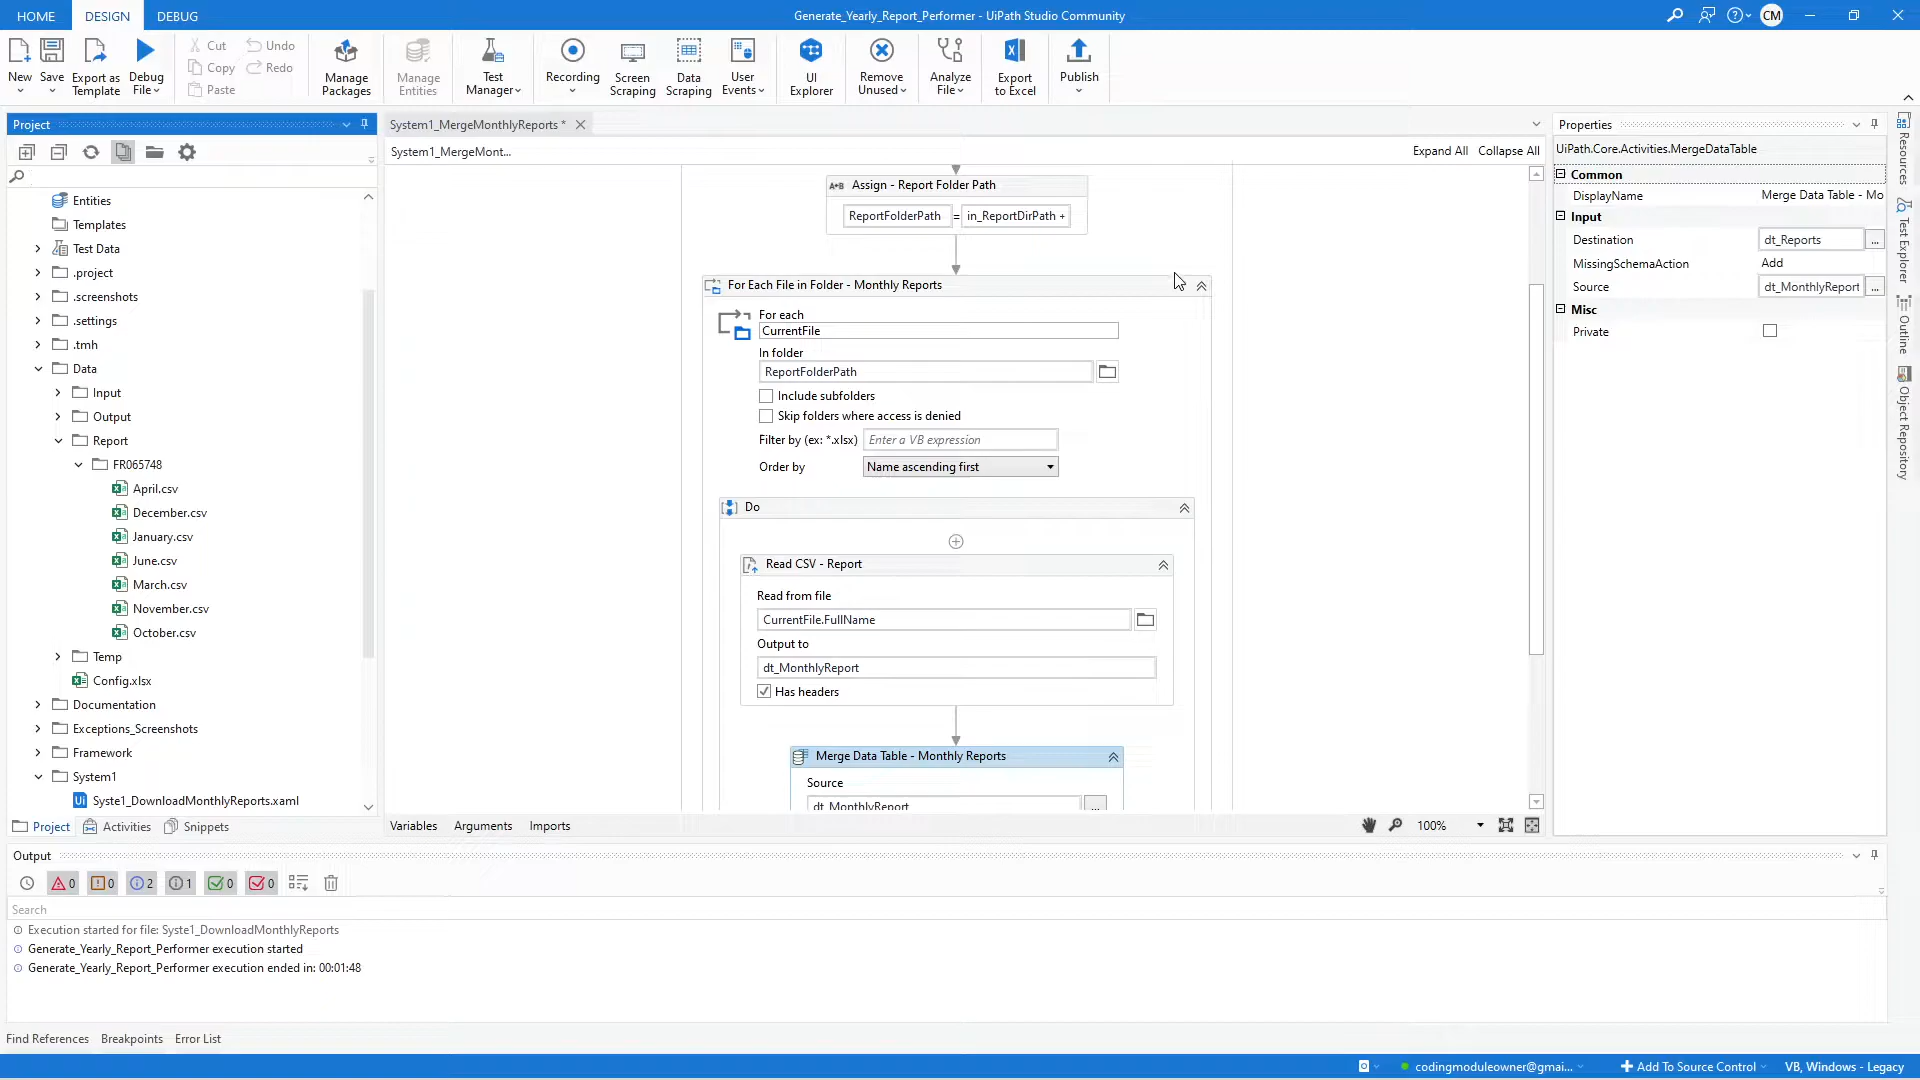 HOME DESIGN DEBUG
Generate_Yearly_Report_Performer - UiPath Studio Community
CM
New
Save
Export as Template
Debug File
Cut
Copy
Paste
Undo
Redo
Manage Packages
Manage Entities
Test Manager
Recording
Screen Scraping
Data Scraping
User Events
UI Explorer
Remove Unused
Analyze File
Export to Excel
Publish
Project
Entities
Templates
Test Data
.project
.screenshots
.settings
.tmh
Data
Input
Output
Report
FR065748
April.csv
December.csv
January.csv
June.csv
March.csv
November.csv
October.csv
Temp
Config.xlsx
Documentation
Exceptions_Screenshots
Framework
System1
Syste1_DownloadMonthlyReports.xaml
Project Activities Snippets
System1_MergeMonthlyReports *
System1_MergeMont...
Expand All Collapse All
A+B Assign - Report Folder Path
ReportFolderPath = in_ReportDirPath +
For Each File in Folder - Monthly Reports
For each
CurrentFile
In folder
ReportFolderPath
Include subfolders
Skip folders where access is denied
Filter by (ex: *.xlsx) Enter a VB expression
Order by Name ascending first
Do
Read CSV - Report
Read from file
CurrentFile.FullName
Output to
dt_MonthlyReport
Has headers
Merge Data Table - Monthly Reports
Source
dt_MonthlyReport ...
Variables Arguments Imports
100%
Properties
UiPath.Core.Activities.MergeDataTable
Common
DisplayName Merge Data Table - Mo
Input
Destination dt_Reports ...
MissingSchemaAction Add
Source dt_MonthlyReport ...
Misc
Private
Resources
Test Explorer
Outline
Object Repository
Output
0 0 2 1 0 0
Search
Execution started for file: Syste1_DownloadMonthlyReports
Generate_Yearly_Report_Performer execution started
Generate_Yearly_Report_Performer execution ended in: 00:01:48
Find References Breakpoints Error List
codingmoduleowner@gmai... Add To Source Control VB, Windows - Legacy